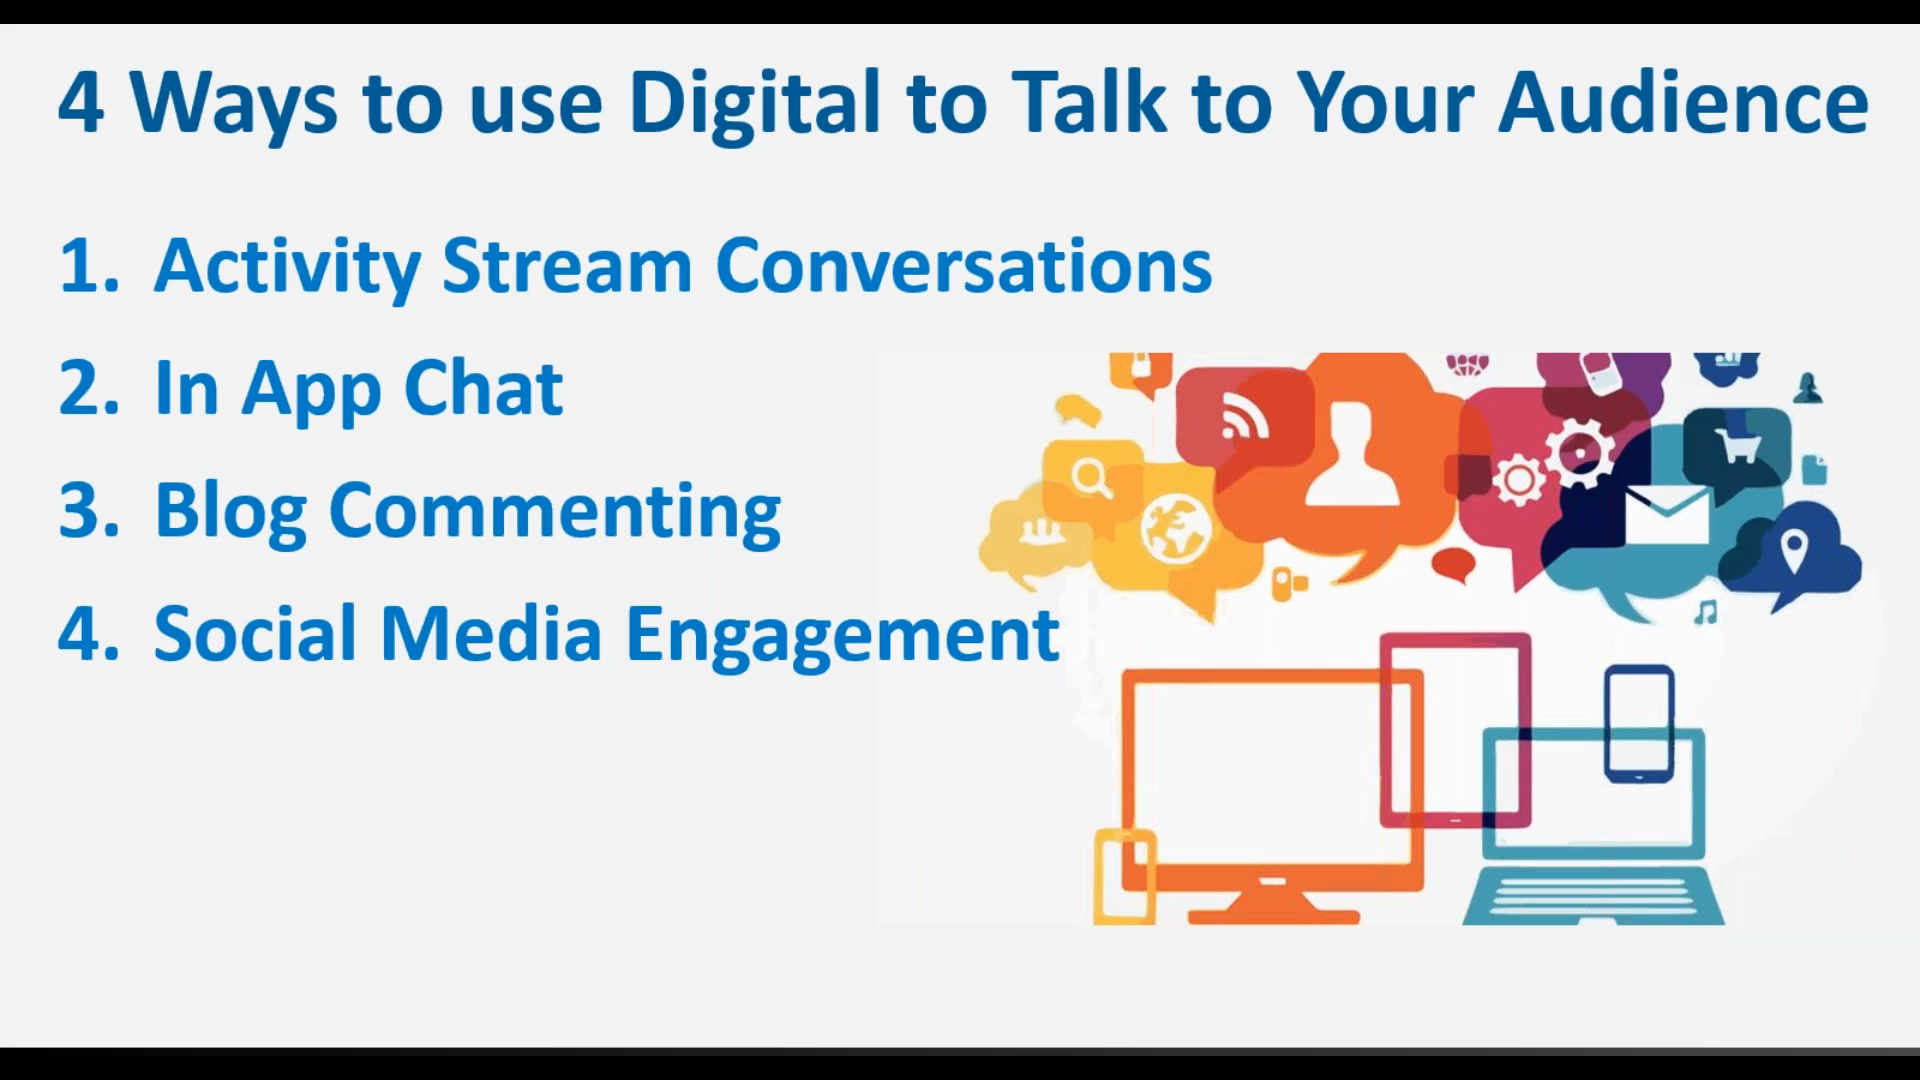 4 Ways to use Digital to Talk to Your Audience
1. Activity Stream Conversations
2. In App Chat
3. Blog Commenting
4. Social Media Engagement